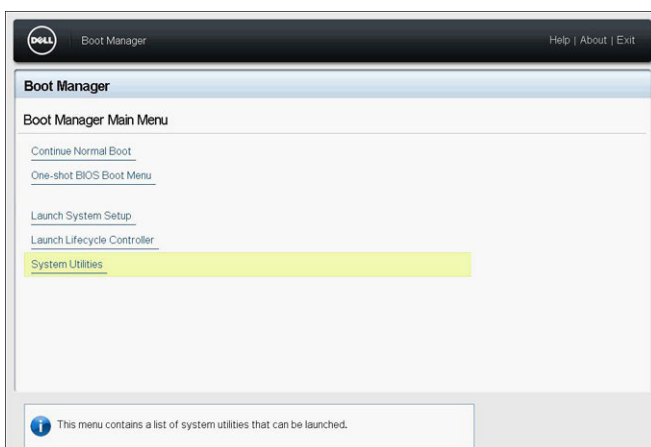 DELL Boot Manager Help | About | Exit
Boot Manager
Boot Manager Main Menu
Continue Normal Boot
One-shot BIOS Boot Menu
Launch System Setup
Launch Lifecycle Controller
System Utilities
This menu contains a list of system utilities that can be launched.